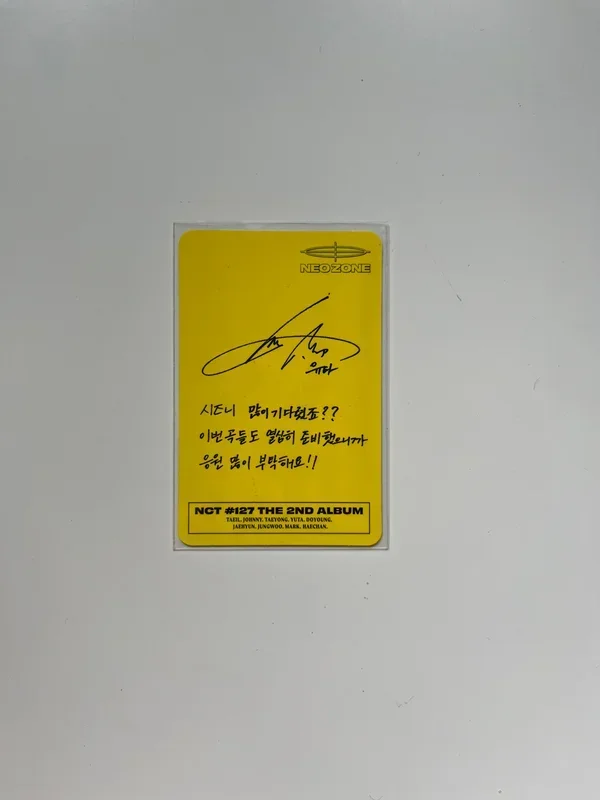 NEOZONE
유타
시즈니 많이 기다렸죠??
이번 곡들도 열심히 준비했으니까
응원 많이 부탁해요!!
NCT #127 THE 2ND ALBUM
TAEIL, JOHNNY, TAEYONG, YUTA, DOYOUNG,
JAEHYUN, JUNGWOO, MARK, HAECHAN.